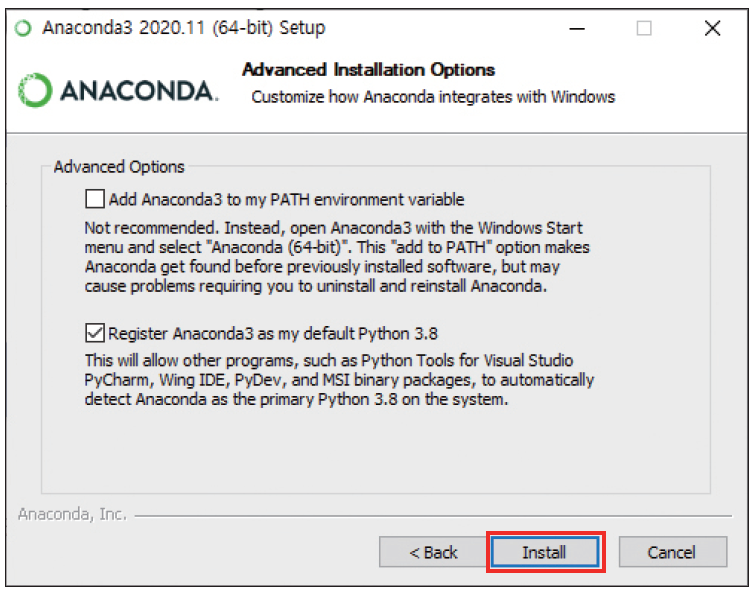 Anaconda3 2020.11 (64-bit) Setup
ANACONDA.
Advanced Installation Options
Customize how Anaconda integrates with Windows
Advanced Options
Add Anaconda3 to my PATH environment variable
Not recommended. Instead, open Anaconda3 with the Windows Start
menu and select "Anaconda (64-bit)". This "add to PATH" option makes
Anaconda get found before previously installed software, but may
cause problems requiring you to uninstall and reinstall Anaconda.
Register Anaconda3 as my default Python 3.8
This will allow other programs, such as Python Tools for Visual Studio
PyCharm, Wing IDE, PyDev, and MSI binary packages, to automatically
detect Anaconda as the primary Python 3.8 on the system.
Anaconda, Inc.
< Back
Install
Cancel